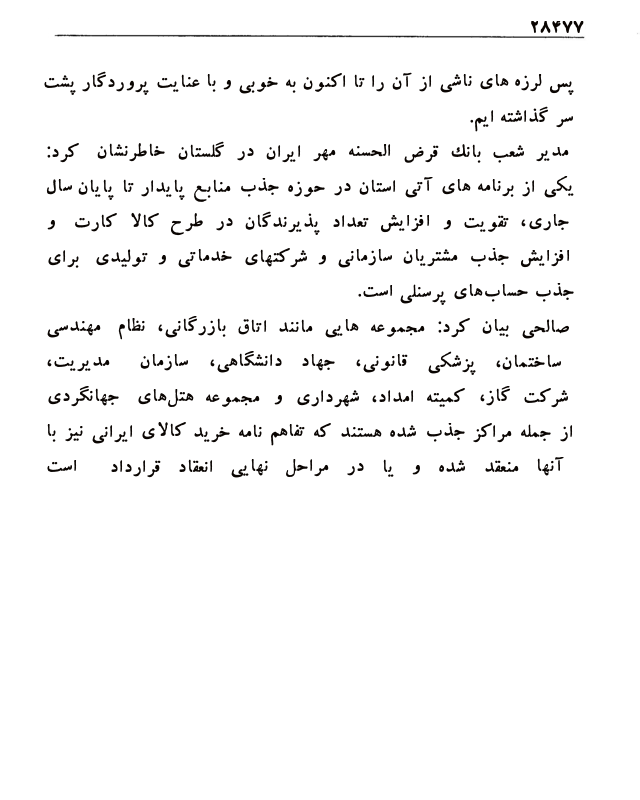 ۲۸۴۷۷
پس لرزه های ناشی از آن را تا اکنون به خوبی و با عنایت پروردگار پشت
سر گذاشته ایم.
مدیر شعب بانك قرض الحسنه مهر ایران در گلستان خاطرنشان کرد:
یکی از برنامه های آتی استان در حوزه جذب منابع پایدار تا پایان سال
جاری، تقویت و افزایش تعداد پذیرندگان در طرح کالا کارت و
افزایش جذب مشتریان سازمانی و شرکتهای خدماتی و تولیدی برای
جذب حساب‌های پرسنلی است.
صالحی بیان کرد: مجموعه هایی مانند اتاق بازرگانی، نظام مهندسی
ساختمان، پزشکی قانونی، جهاد دانشگاهی، سازمان مدیریت،
شرکت گاز، کمیته امداد، شهرداری و مجموعه هتل‌های جهانگردی
از جمله مراکز جذب شده هستند که تفاهم نامه خرید کالای ایرانی نیز با
آنها منعقد شده و یا در مراحل نهایی انعقاد قرارداد است